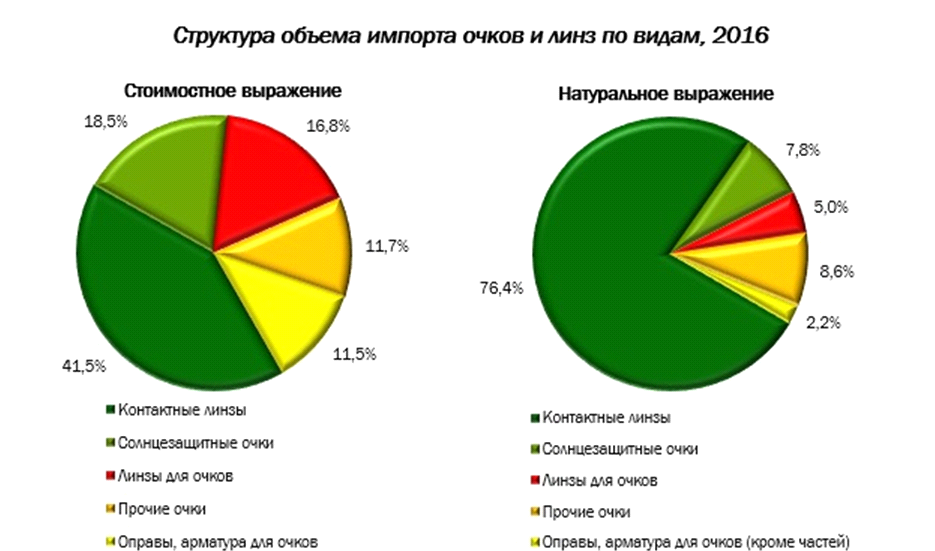 Структура объема импорта очков и линз по видам, 2016
Стоимостное выражение
18,5%
16,8%
11,7%
11,5%
41,5%
Контактные линзы
Солнцезащитные очки
Линзы для очков
Прочие очки
Оправы, арматура для очков
Натуральное выражение
7,8%
5,0%
8,6%
2,2%
76,4%
Контактные линзы
Солнцезащитные очки
Линзы для очков
Прочие очки
Оправы, арматура для очков (кроме частей)